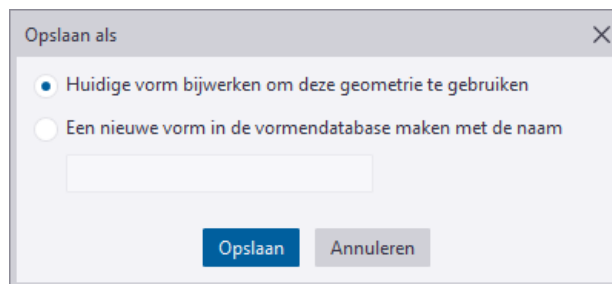 Opslaan als
Huidige vorm bijwerken om deze geometrie te gebruiken
Een nieuwe vorm in de vormendatabase maken met de naam
Opslaan Annuleren